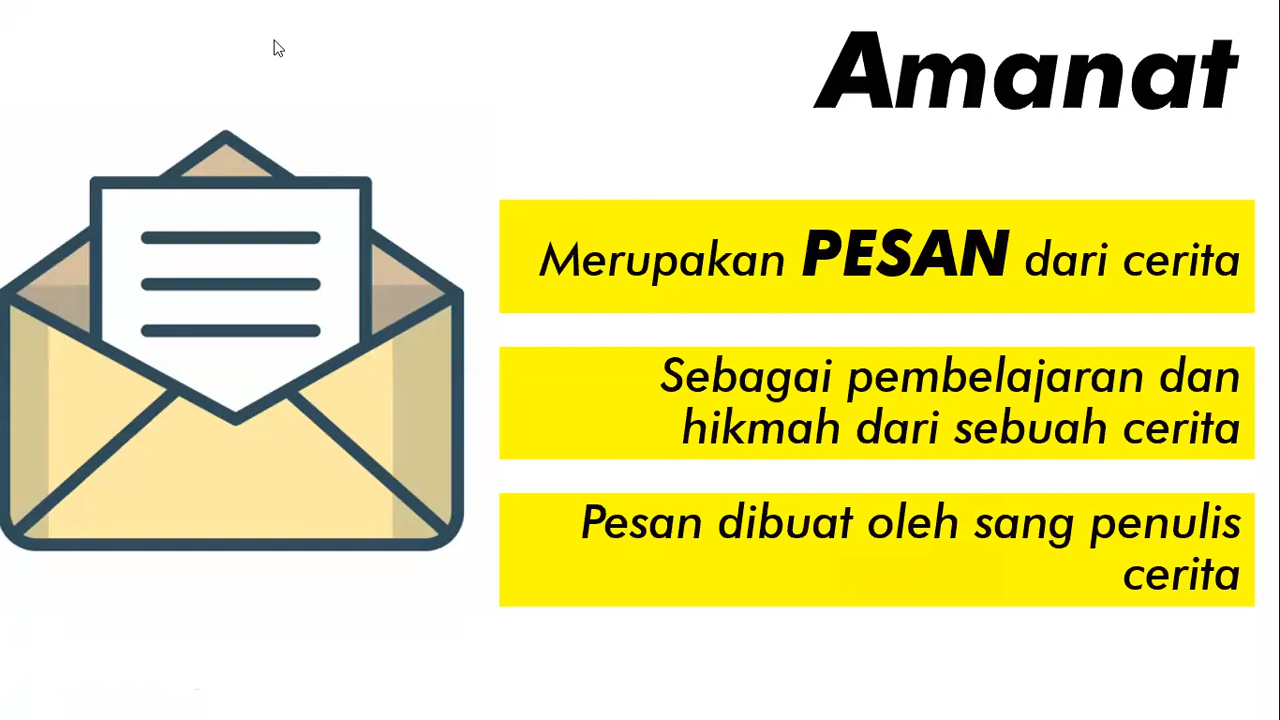 Amanat
Merupakan PESAN dari cerita
Sebagai pembelajaran dan
hikmah dari sebuah cerita
Pesan dibuat oleh sang penulis
cerita